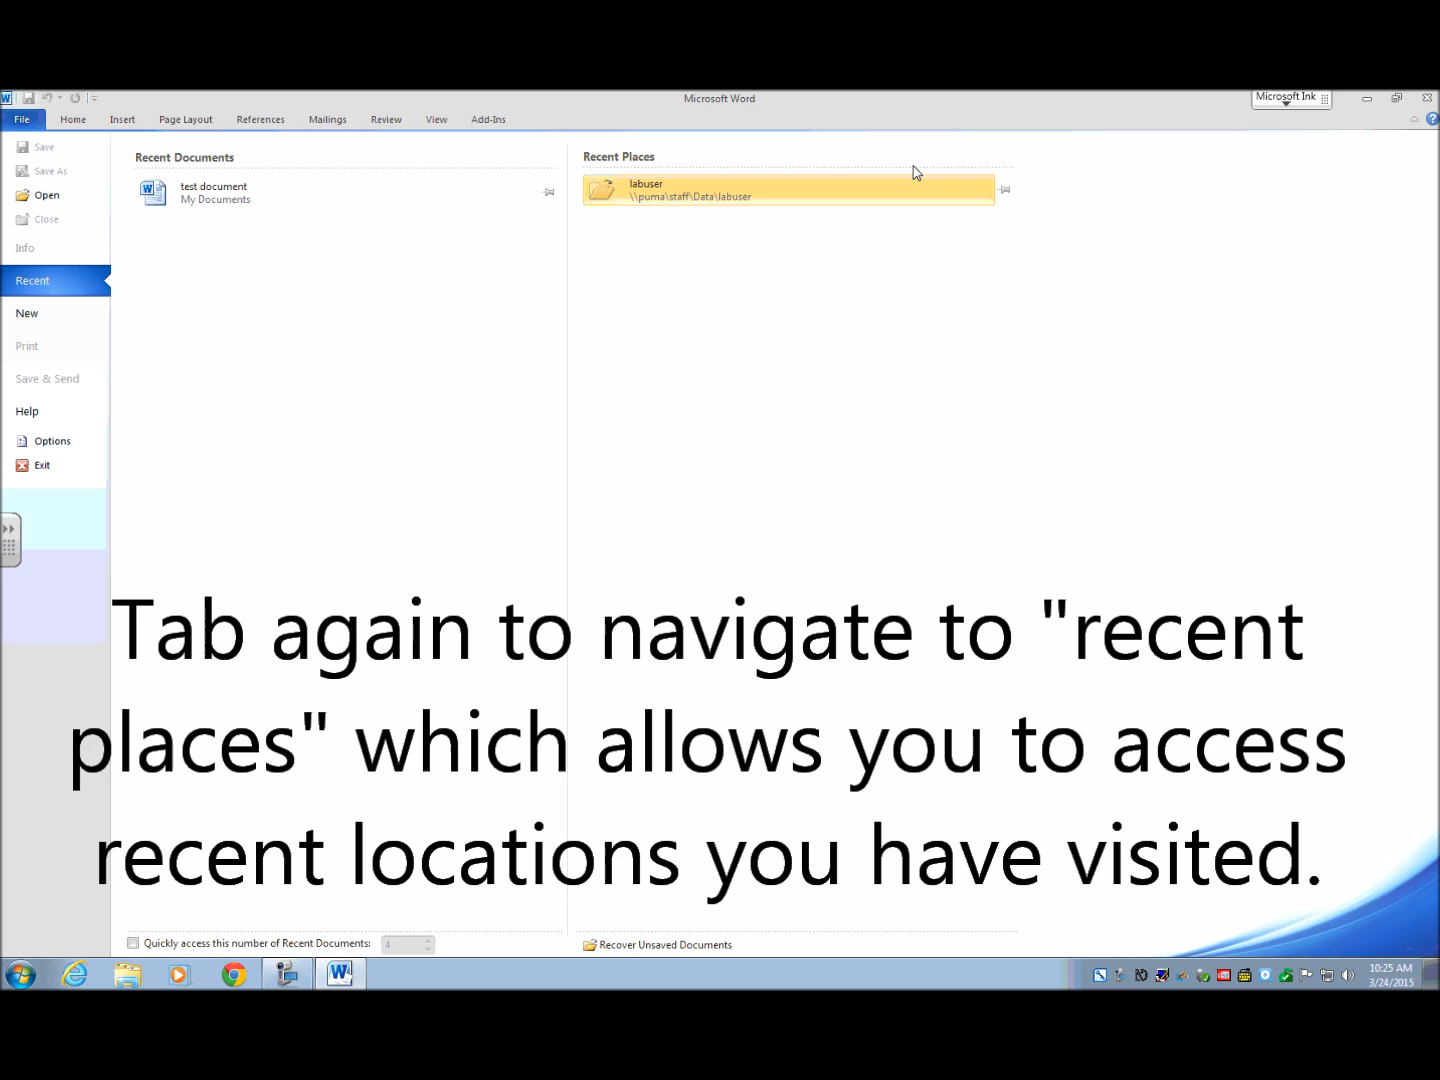 Microsoft Word
Microsoft Ink
File Home Insert Page Layout References Mailings Review View Add-Ins
Save
Save As
Open
Close
Info
Recent
New
Print
Save & Send
Help
Options
Exit
Recent Documents
test document
My Documents
Recent Places
labuser
\\puma\staff\Data\labuser
Tab again to navigate to "recent
places" which allows you to access
recent locations you have visited.
Quickly access this number of Recent Documents: 4
Recover Unsaved Documents
10:25 AM
3/24/2015